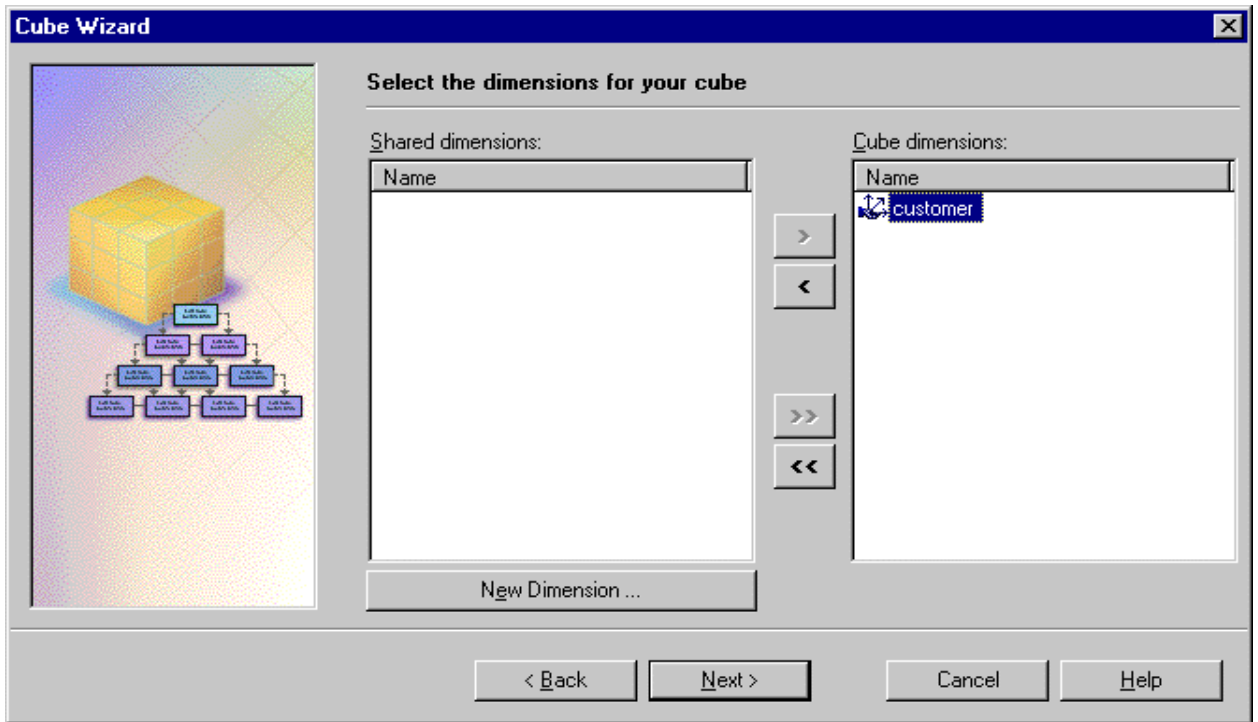 Cube Wizard
Select the dimensions for your cube
Shared dimensions:
Cube dimensions:
Name
Name
customer
>
<
>>
<<
New Dimension ...
< Back
Next >
Cancel
Help